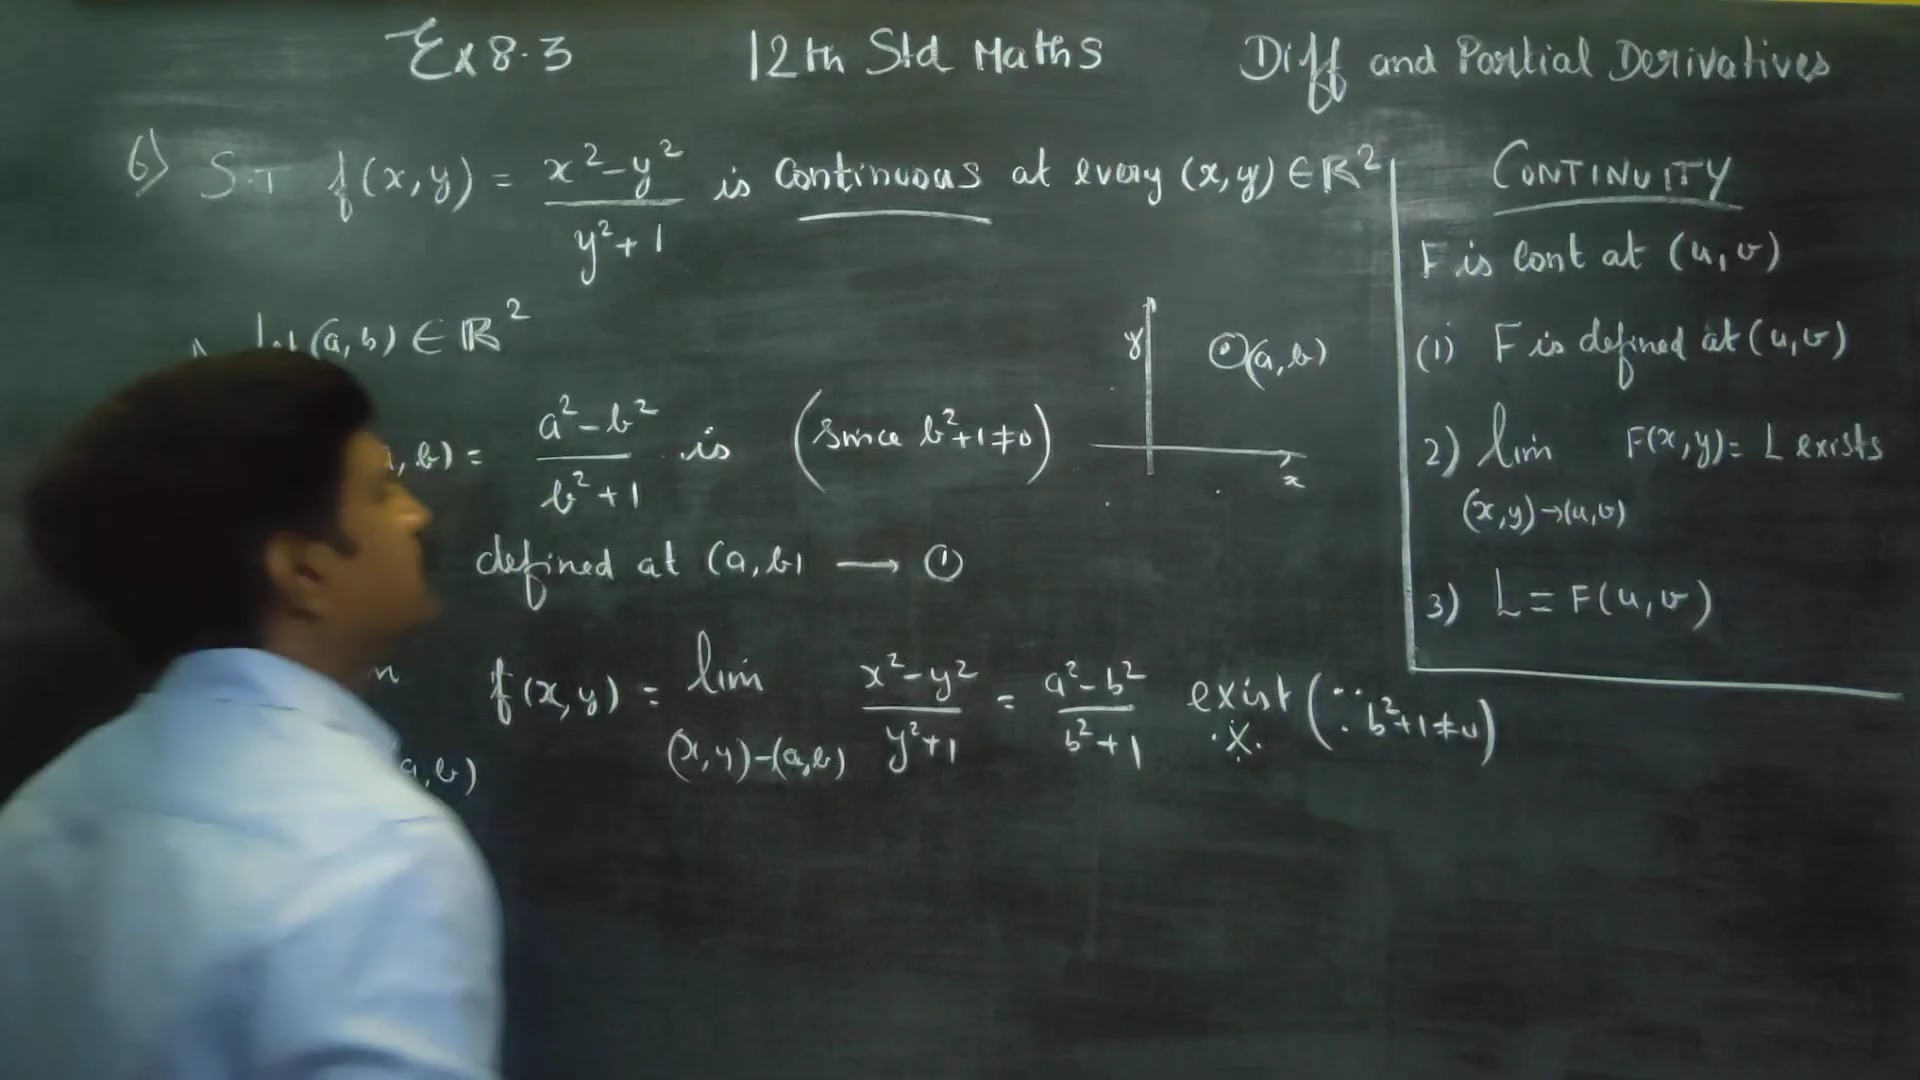 Ex 8.3 12th Std Maths Diff and Partial Derivatives
6) S.T f(x,y) = x²-y² / y²+1 is continuous at every (x,y) ∈ ℝ²
(a,b) ∈ ℝ²
,b) = a²-b² / b²+1 is (since b²+1≠0)
defined at (a,b) → ①
f(x,y) = lim (x,y)-(a,b) x²-y² / y²+1 = a²-b² / b²+1 exist (∵ b²+1≠0)
a,b)
y
(a,b)
x
CONTINUITY
F is cont at (u,v)
(1) F is defined at (u,v)
2) lim F(x,y) = L exists
(x,y)→(u,v)
3) L = F(u,v)